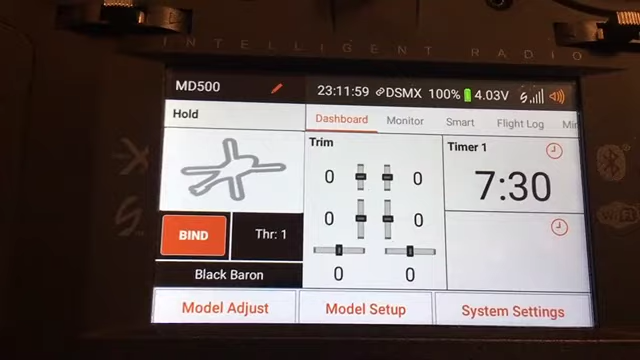 INTELLIGENT RADIO
MD500
23:11:59 DSMX 100% 4.03V
Hold
Dashboard Monitor Smart Flight Log
Trim
Timer 1
0 0
7:30
0 0
BIND
Thr: 1
Black Baron
0 0
Model Adjust
Model Setup
System Settings
WiFi